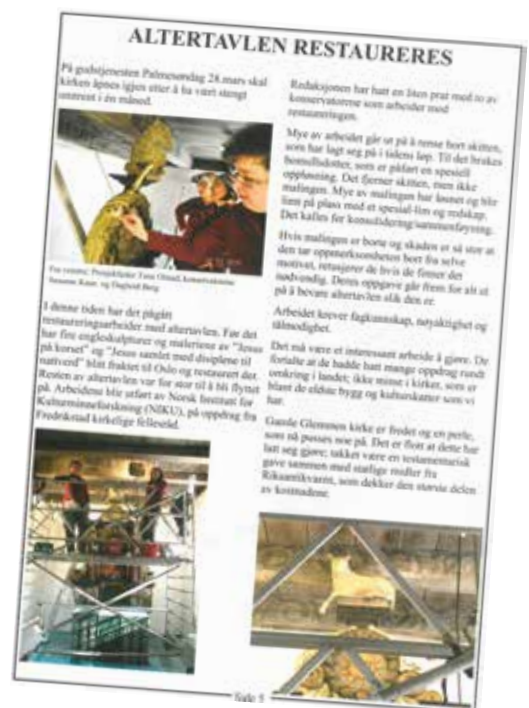 ALTERTAVLEN RESTAURERES
På gudstjenesten Palmesøndag 28.mars skal
kirken åpnes igjen etter å ha vært stengt
omtrent i én måned.
Fra venstre: Prosjektleder Tone Olstad, konservatorene
Susanne Kaun og Dagfrid Berg
I denne tiden har det pågått
restaureringsarbeider med altertavlen. Før det
har fire engleskulpturer og maleriene av "Jesus
på korset" og "Jesus samlet med disiplene til
nattverd" blitt fraktet til Oslo og restaurert der.
Resten av altertavlen var for stor til å bli flyttet
på. Arbeidene blir utført av Norsk Institutt for
Kulturminneforskning (NIKU), på oppdrag fra
Fredrikstad kirkelige fellesråd.
Redaksjonen har hatt en liten prat med to av
konservatorene som arbeider med
restaureringen.
Mye av arbeidet går ut på å rense bort skitten,
som har lagt seg på i tidens løp. Til det brukes
bomullsdotter, som er påført en spesiell
oppløsning. Det fjerner skitten, men ikke
malingen. Mye av malingen har løsnet og blir
limt på plass med et spesial-lim og redskap.
Det kalles for konsolidering/sammenføyning.
Hvis malingen er borte og skaden er så stor at
den tar oppmerksomheten bort fra selve
motivet, retusjerer de hvis de finner det
nødvendig. Deres oppgave går frem for alt ut
på å bevare altertavlen slik den er.
Arbeidet krever fagkunnskap, nøyaktighet og
tålmodighet.
Det må være et interessant arbeide å gjøre. De
fortalte at de hadde hatt mange oppdrag rundt
omkring i landet; ikke minst i kirker, som er
blant de eldste bygg og kulturskatter som vi
har.
Gamle Glemmen kirke er fredet og en perle,
som må passes noe på. Det er flott at dette har
latt seg gjøre; takket være en testamentarisk
gave sammen med statlige midler fra
Riksantikvaren, som dekker den største delen
av kostnadene.
Side 5